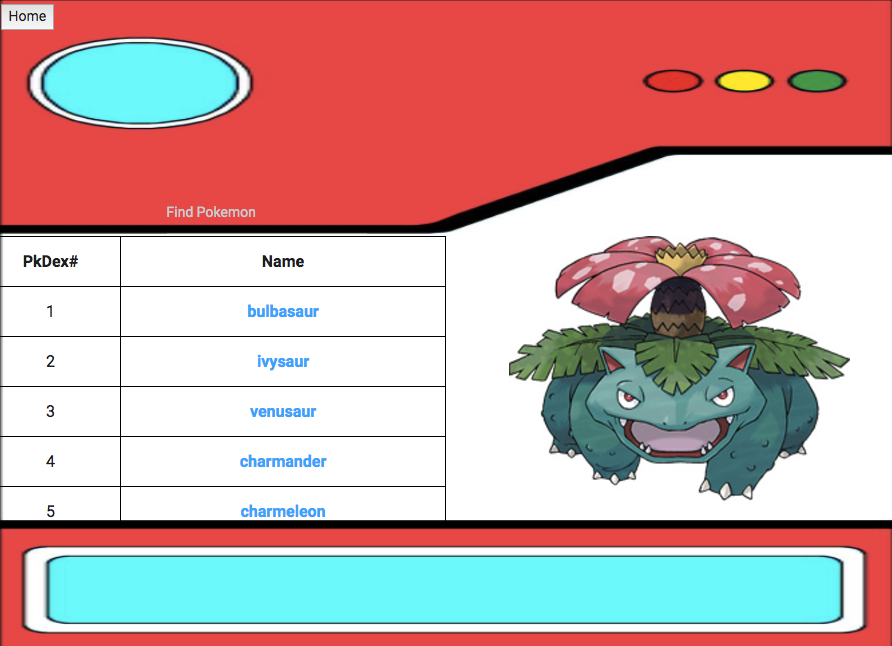 Home
Find Pokemon
PkDex# Name
1 bulbasaur
2 ivysaur
3 venusaur
4 charmander
5 charmeleon